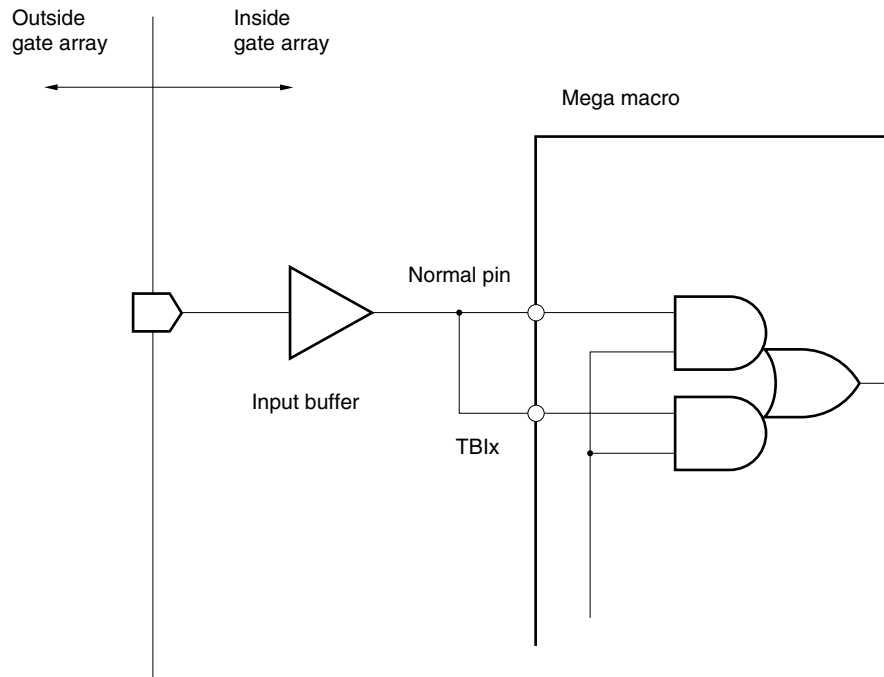 Outside
gate array
Inside
gate array
Mega macro
Normal pin
Input buffer
TBIx